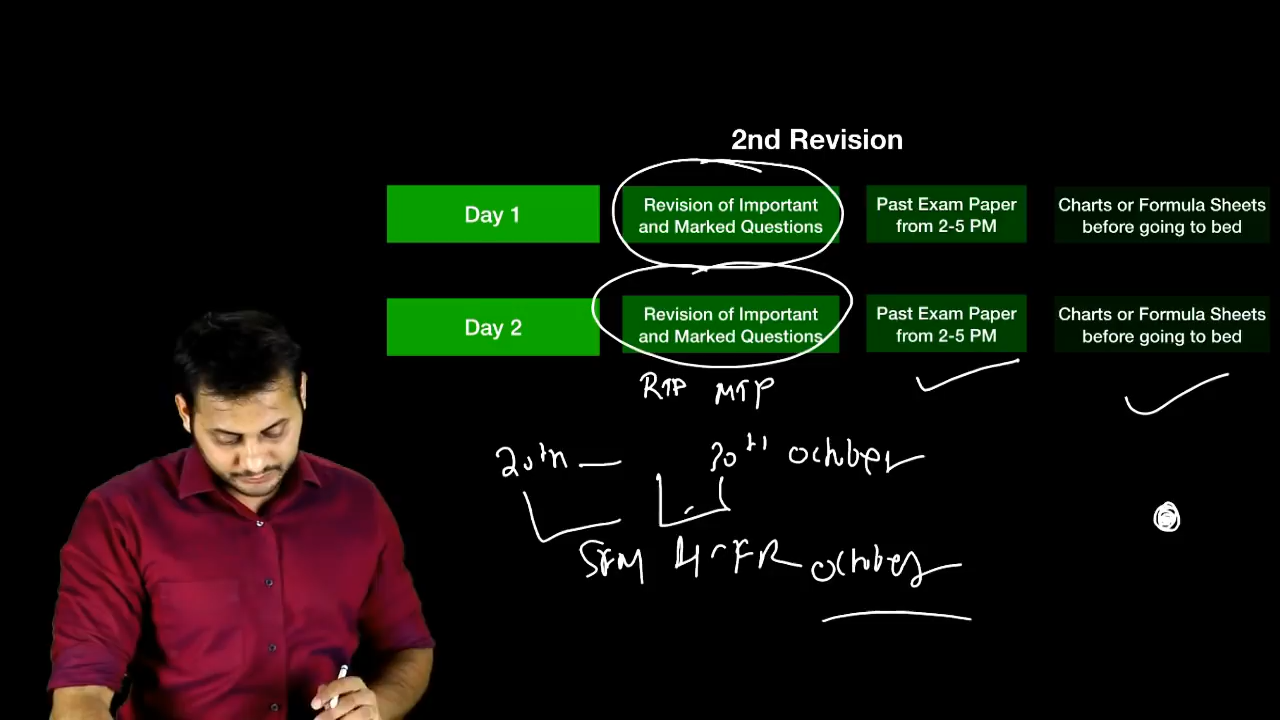 2nd Revision
Day 1
Revision of Important
and Marked Questions
Past Exam Paper
from 2-5 PM
Charts or Formula Sheets
before going to bed
Day 2
Revision of Important
and Marked Questions
Past Exam Paper
from 2-5 PM
Charts or Formula Sheets
before going to bed
RTP MTP
20th 30th October
SFM FR October